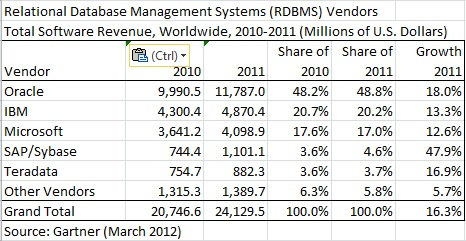 Relational Database Management Systems (RDBMS) Vendors
Total Software Revenue, Worldwide, 2010-2011 (Millions of U.S. Dollars)
(Ctrl) Share of Share of Growth
Vendor 2010 2011 2010 2011 2011
Oracle 9,990.5 11,787.0 48.2% 48.8% 18.0%
IBM 4,300.4 4,870.4 20.7% 20.2% 13.3%
Microsoft 3,641.2 4,098.9 17.6% 17.0% 12.6%
SAP/Sybase 744.4 1,101.1 3.6% 4.6% 47.9%
Teradata 754.7 882.3 3.6% 3.7% 16.9%
Other Vendors 1,315.3 1,389.7 6.3% 5.8% 5.7%
Grand Total 20,746.6 24,129.5 100.0% 100.0% 16.3%
Source: Gartner (March 2012)